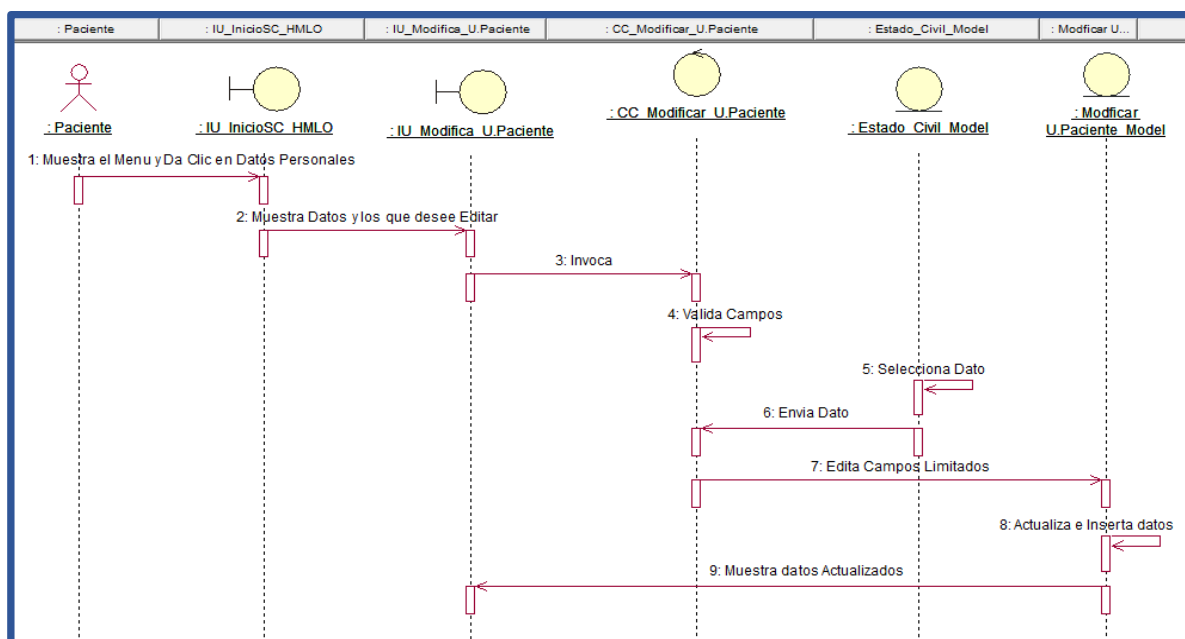 : Paciente
: IU_InicioSC_HMLO
: IU_Modifica_U.Paciente
: CC_Modificar_U.Paciente
: Estado_Civil_Model
: Modficar U...
: Paciente
: IU_InicioSC_HMLO
: IU_Modifica_U.Paciente
: CC_Modificar_U.Paciente
: Estado_Civil_Model
: Modficar
U.Paciente_Model
1: Muestra el Menu y Da Clic en Datos Personales
2: Muestra Datos y los que desee Editar
3: Invoca
4: Valida Campos
5: Selecciona Dato
6: Envia Dato
7: Edita Campos Limitados
8: Actualiza e Inserta datos
9: Muestra datos Actualizados